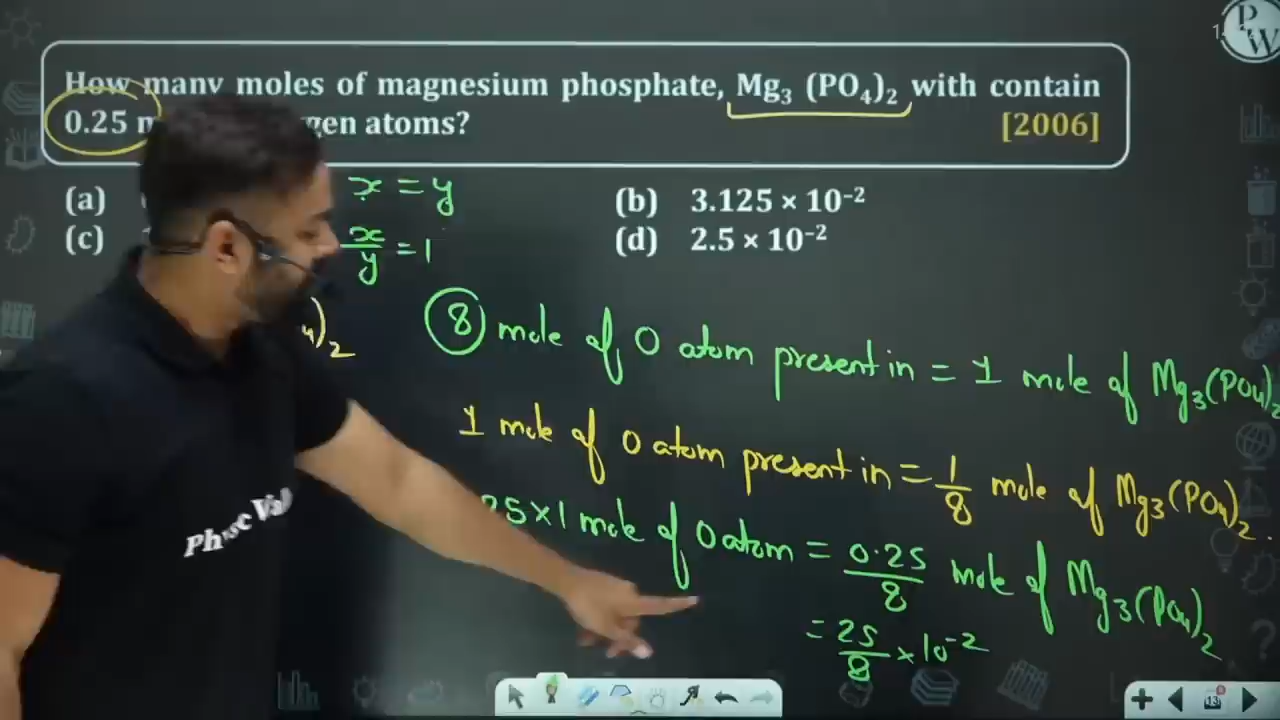 How many moles of magnesium phosphate, Mg₃ (PO₄)₂ with contain
0.25 gen atoms? [2006]
(a)
(b) 3.125 × 10⁻²
(c)
(d) 2.5 × 10⁻²
x = y
x/y = 1
)₂
8 mole of O atom present in = 1 mole of Mg₃(PO₄)₂
1 mole of O atom present in = 1/8 mole of Mg₃(PO₄)₂.
25×1 mole of O atom = 0.25/8 mole of Mg₃(PO₄)₂
= 25/8 × 10⁻²
PW
13